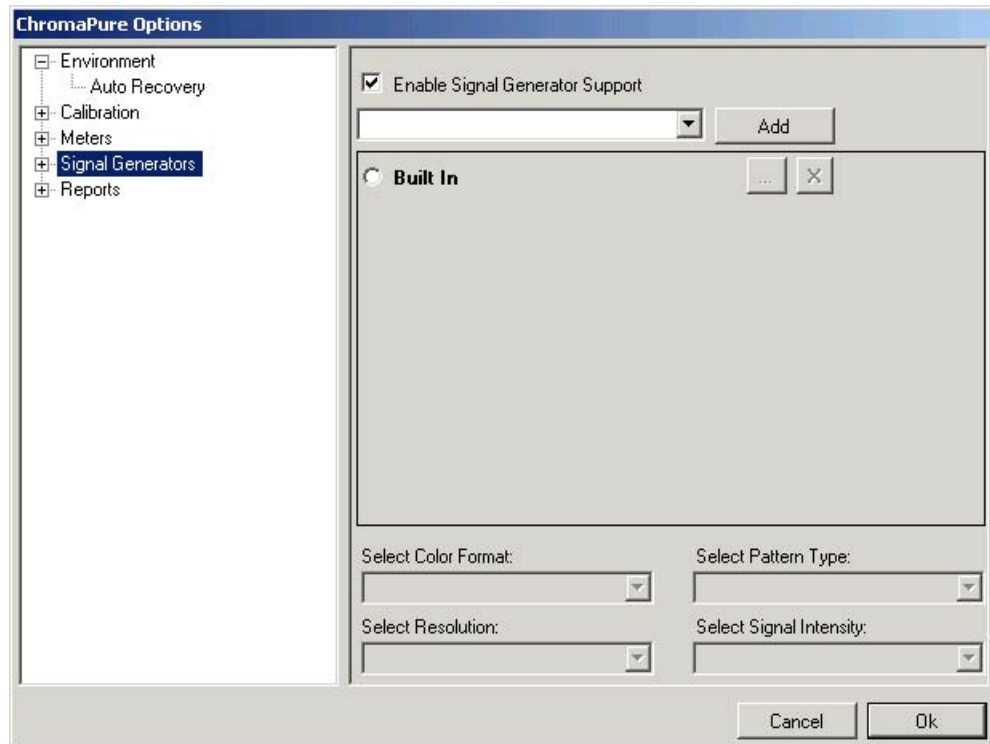 ChromaPure Options
Environment
Auto Recovery
Calibration
Meters
Signal Generators
Reports
Enable Signal Generator Support
Add
Built In
...
Select Color Format:
Select Pattern Type:
Select Resolution:
Select Signal Intensity:
Cancel
Ok